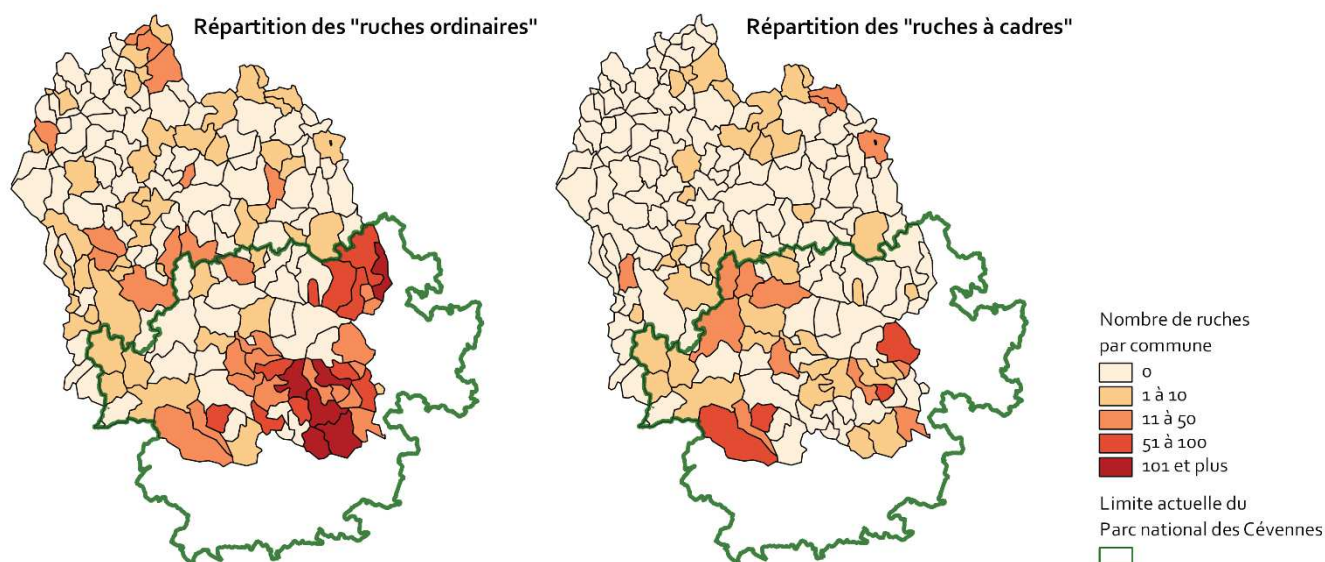 Répartition des "ruches ordinaires"
Répartition des "ruches à cadres"
Nombre de ruches
par commune
0
1 à 10
11 à 50
51 à 100
101 et plus
Limite actuelle du
Parc national des Cévennes